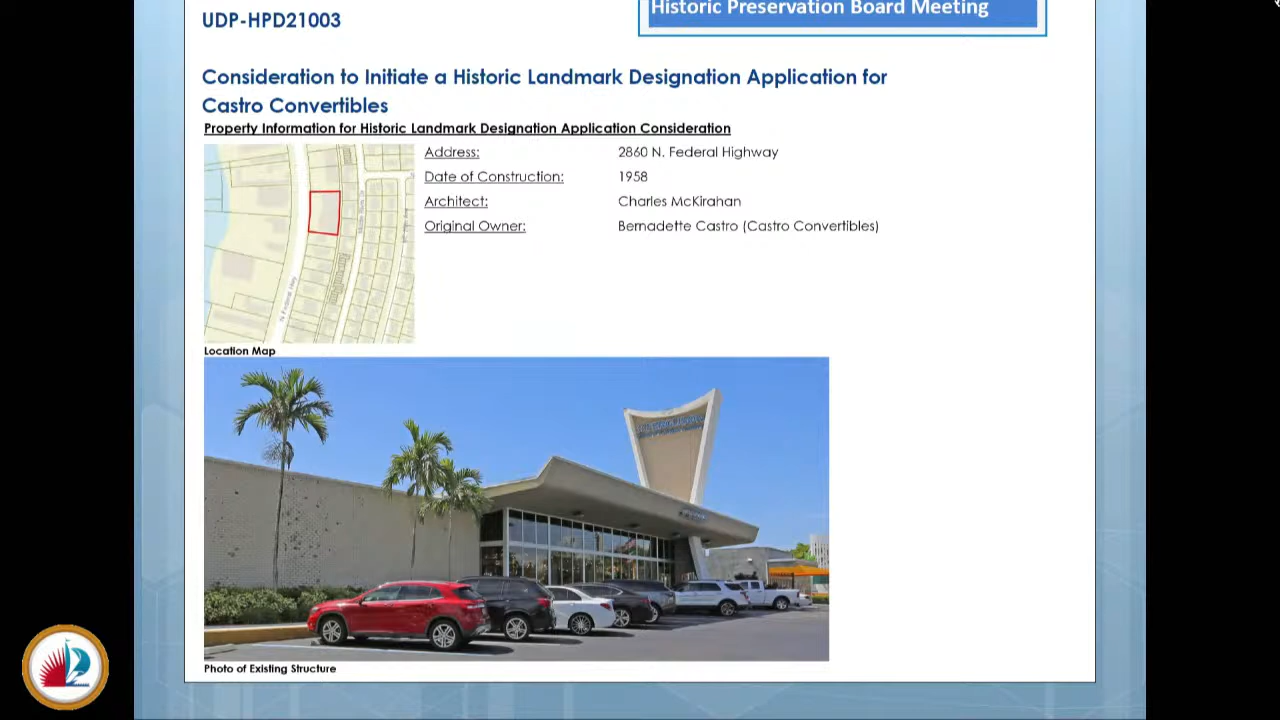 Historic Preservation Board Meeting
UDP-HPD21003
Consideration to Initiate a Historic Landmark Designation Application for
Castro Convertibles
Property Information for Historic Landmark Designation Application Consideration
Address: 2860 N. Federal Highway
Date of Construction: 1958
Architect: Charles McKirahan
Original Owner: Bernadette Castro (Castro Convertibles)
N Federal Hwy
Location Map
Photo of Existing Structure